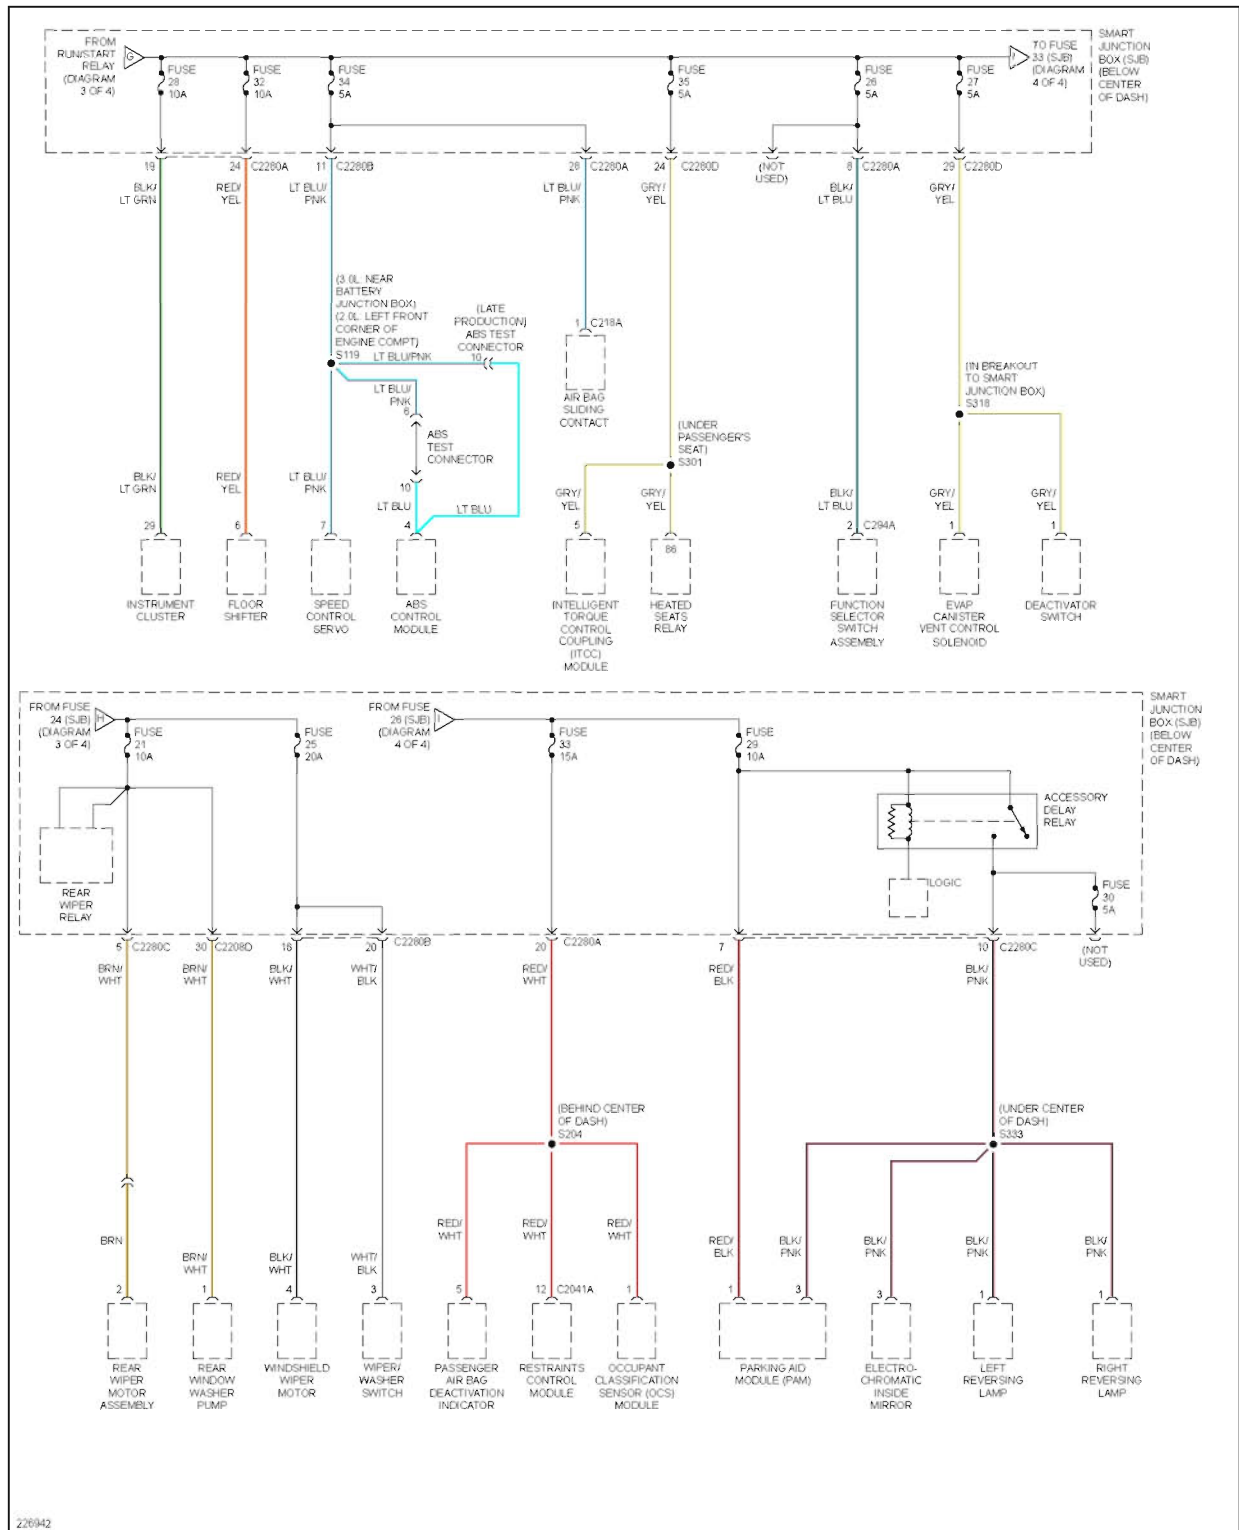 FROM
RUN/START
RELAY
(DIAGRAM
3 OF 4)
G
FUSE
28
10A
FUSE
32
10A
FUSE
34
5A
FUSE
35
5A
FUSE
26
5A
FUSE
27
5A
TO FUSE
33 (SJB)
(DIAGRAM
4 OF 4)
SMART
JUNCTION
BOX (SJB)
(BELOW
CENTER
OF DASH)
19
24 C2280A
11 C2280B
28 C2280A
24 C2280D
(NOT
USED)
8 C2280A
29 C2280D
BLK/
LT GRN
RED/
YEL
LT BLU/
PNK
LT BLU/
PNK
GRY/
YEL
BLK/
LT BLU
GRY/
YEL
(3.0L: NEAR
BATTERY
JUNCTION BOX)
(2.0L: LEFT FRONT
CORNER OF
ENGINE COMPT)
S119
(LATE
PRODUCTION)
ABS TEST
CONNECTOR
LT BLU/PNK
10
1 C218A
AIR BAG
SLIDING
CONTACT
LT BLU/
PNK
6
ABS
TEST
CONNECTOR
10
(IN BREAKOUT
TO SMART
JUNCTION BOX)
S318
(UNDER
PASSENGER'S
SEAT)
S301
BLK/
LT GRN
RED/
YEL
LT BLU/
PNK
LT BLU
LT BLU
GRY/
YEL
GRY/
YEL
BLK/
LT BLU
GRY/
YEL
GRY/
YEL
29
6
7
4
5
86
2 C294A
1
1
INSTRUMENT
CLUSTER
FLOOR
SHIFTER
SPEED
CONTROL
SERVO
ABS
CONTROL
MODULE
INTELLIGENT
TORQUE
CONTROL
COUPLING
(ITCC)
MODULE
HEATED
SEATS
RELAY
FUNCTION
SELECTOR
SWITCH
ASSEMBLY
EVAP
CANISTER
VENT CONTROL
SOLENOID
DEACTIVATOR
SWITCH
FROM FUSE
24 (SJB)
(DIAGRAM
3 OF 4)
H
FUSE
21
10A
FUSE
25
20A
FROM FUSE
26 (SJB)
(DIAGRAM
4 OF 4)
I
FUSE
33
15A
FUSE
29
10A
SMART
JUNCTION
BOX (SJB)
(BELOW
CENTER
OF DASH)
ACCESSORY
DELAY
RELAY
REAR
WIPER
RELAY
LOGIC
FUSE
30
5A
5 C2280C
30 C2208D
18
20 C2280B
20 C2280A
7
10 C2280C
(NOT
USED)
BRN/
WHT
BRN/
WHT
BLK/
WHT
WHT/
BLK
RED/
WHT
RED/
BLK
BLK/
PNK
(BEHIND CENTER
OF DASH)
S204
(UNDER CENTER
OF DASH)
S333
BRN
BRN/
WHT
BLK/
WHT
WHT/
BLK
RED/
WHT
RED/
WHT
RED/
WHT
RED/
BLK
BLK/
PNK
BLK/
PNK
BLK/
PNK
BLK/
PNK
2
1
4
3
5
12 C2041A
1
1
3
3
1
1
REAR
WIPER
MOTOR
ASSEMBLY
REAR
WINDOW
WASHER
PUMP
WINDSHIELD
WIPER
MOTOR
WIPER/
WASHER
SWITCH
PASSENGER
AIR BAG
DEACTIVATION
INDICATOR
RESTRAINTS
CONTROL
MODULE
OCCUPANT
CLASSIFICATION
SENSOR (OCS)
MODULE
PARKING AID
MODULE (PAM)
ELECTRO-
CHROMATIC
INSIDE
MIRROR
LEFT
REVERSING
LAMP
RIGHT
REVERSING
LAMP
226942